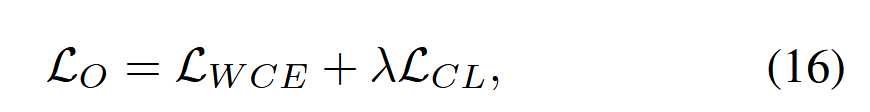 ℒ_O = ℒ_{WCE} + λℒ_{CL}, (16)